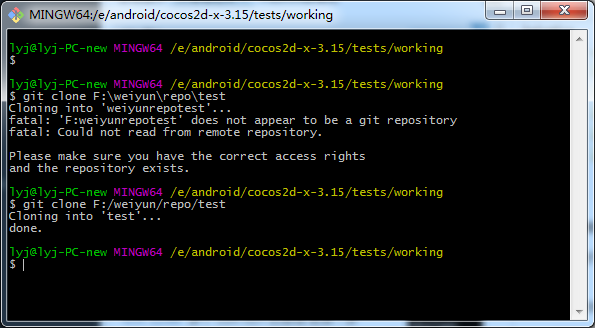 MINGW64:/e/android/cocos2d-x-3.15/tests/working
lyj@lyj-PC-new MINGW64 /e/android/cocos2d-x-3.15/tests/working
$
lyj@lyj-PC-new MINGW64 /e/android/cocos2d-x-3.15/tests/working
$ git clone F:\weiyun\repo\test
Cloning into 'weiyunrepotest'...
fatal: 'F:weiyunrepotest' does not appear to be a git repository
fatal: Could not read from remote repository.
Please make sure you have the correct access rights
and the repository exists.
lyj@lyj-PC-new MINGW64 /e/android/cocos2d-x-3.15/tests/working
$ git clone F:/weiyun/repo/test
Cloning into 'test'...
done.
lyj@lyj-PC-new MINGW64 /e/android/cocos2d-x-3.15/tests/working
$